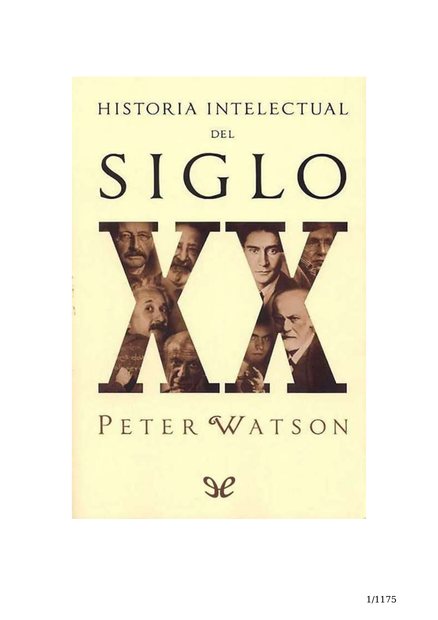 HISTORIA INTELECTUAL
DEL
SIGLO
XX
PETER WATSON
1/1175